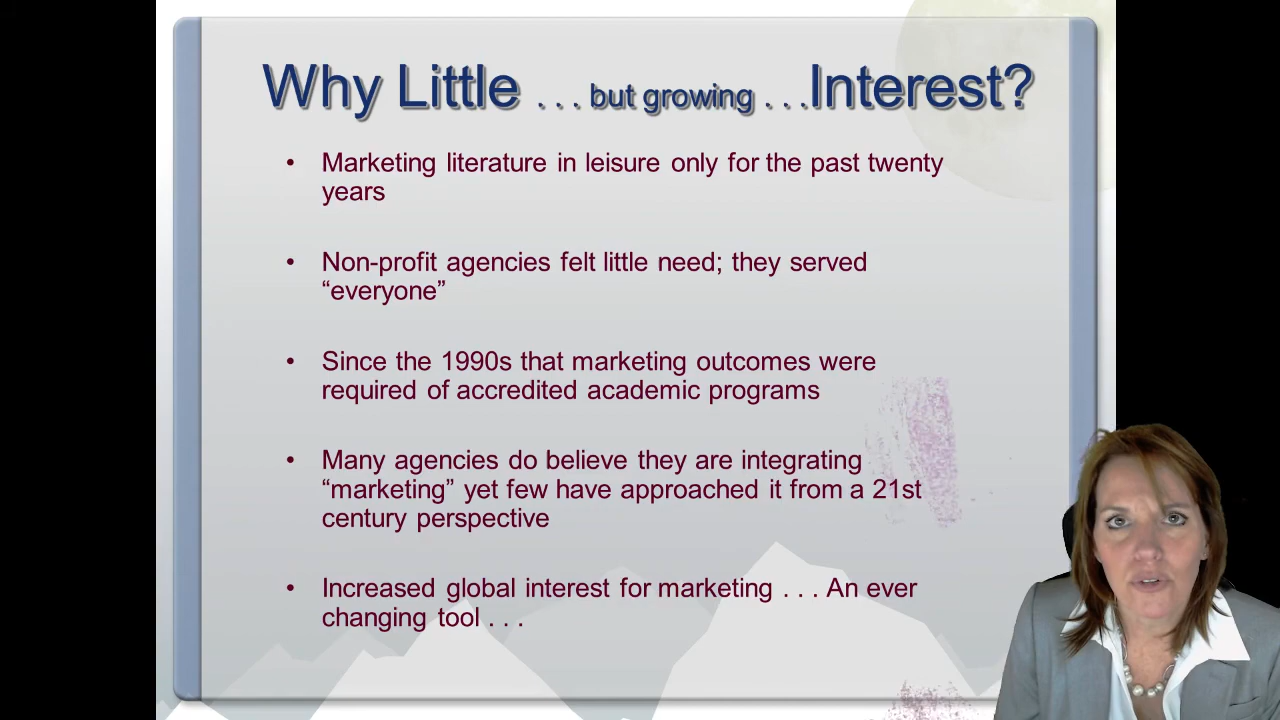 Why Little . . . but growing . . .Interest?
• Marketing literature in leisure only for the past twenty
years
• Non-profit agencies felt little need; they served
“everyone”
• Since the 1990s that marketing outcomes were
required of accredited academic programs
• Many agencies do believe they are integrating
“marketing” yet few have approached it from a 21st
century perspective
• Increased global interest for marketing . . . An ever
changing tool . . .